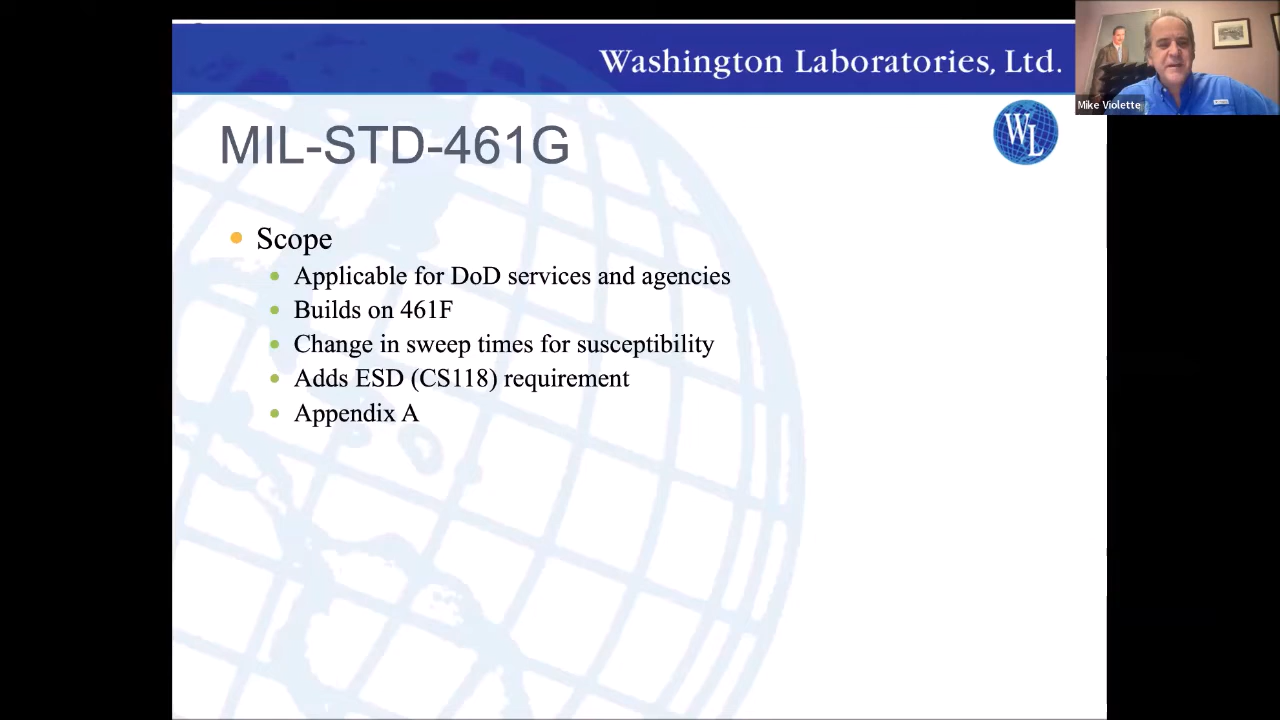 Washington Laboratories, Ltd.
Mike Violette
WL
MIL-STD-461G
Scope
Applicable for DoD services and agencies
Builds on 461F
Change in sweep times for susceptibility
Adds ESD (CS118) requirement
Appendix A